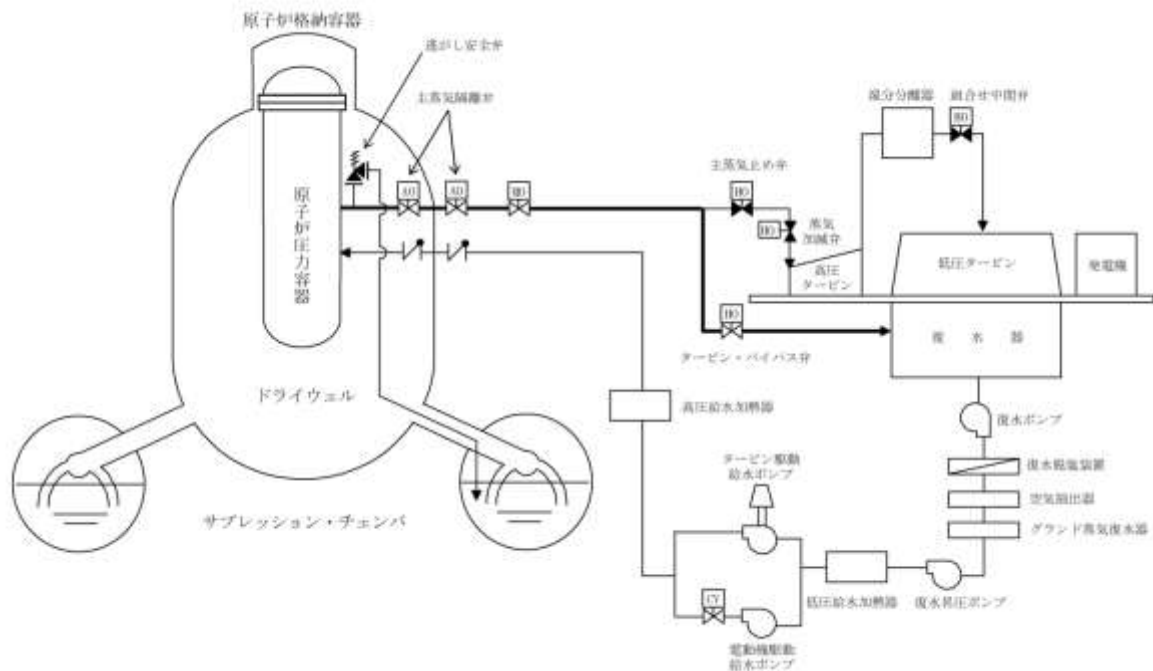 原子炉格納容器
逃がし安全弁
主蒸気隔離弁
湿分分離器
組合せ中間弁
HO
主蒸気止め弁
AO
AO
HO
HO
蒸気
加減弁
HO
高圧
タービン
低圧タービン
発電機
原子炉圧力容器
HO
タービン・バイパス弁
復水器
ドライウェル
高圧給水加熱器
復水ポンプ
タービン駆動
給水ポンプ
復水脱塩装置
空気抽出器
グランド蒸気復水器
サプレッション・チェンバ
CV
低圧給水加熱器
復水昇圧ポンプ
電動機駆動
給水ポンプ